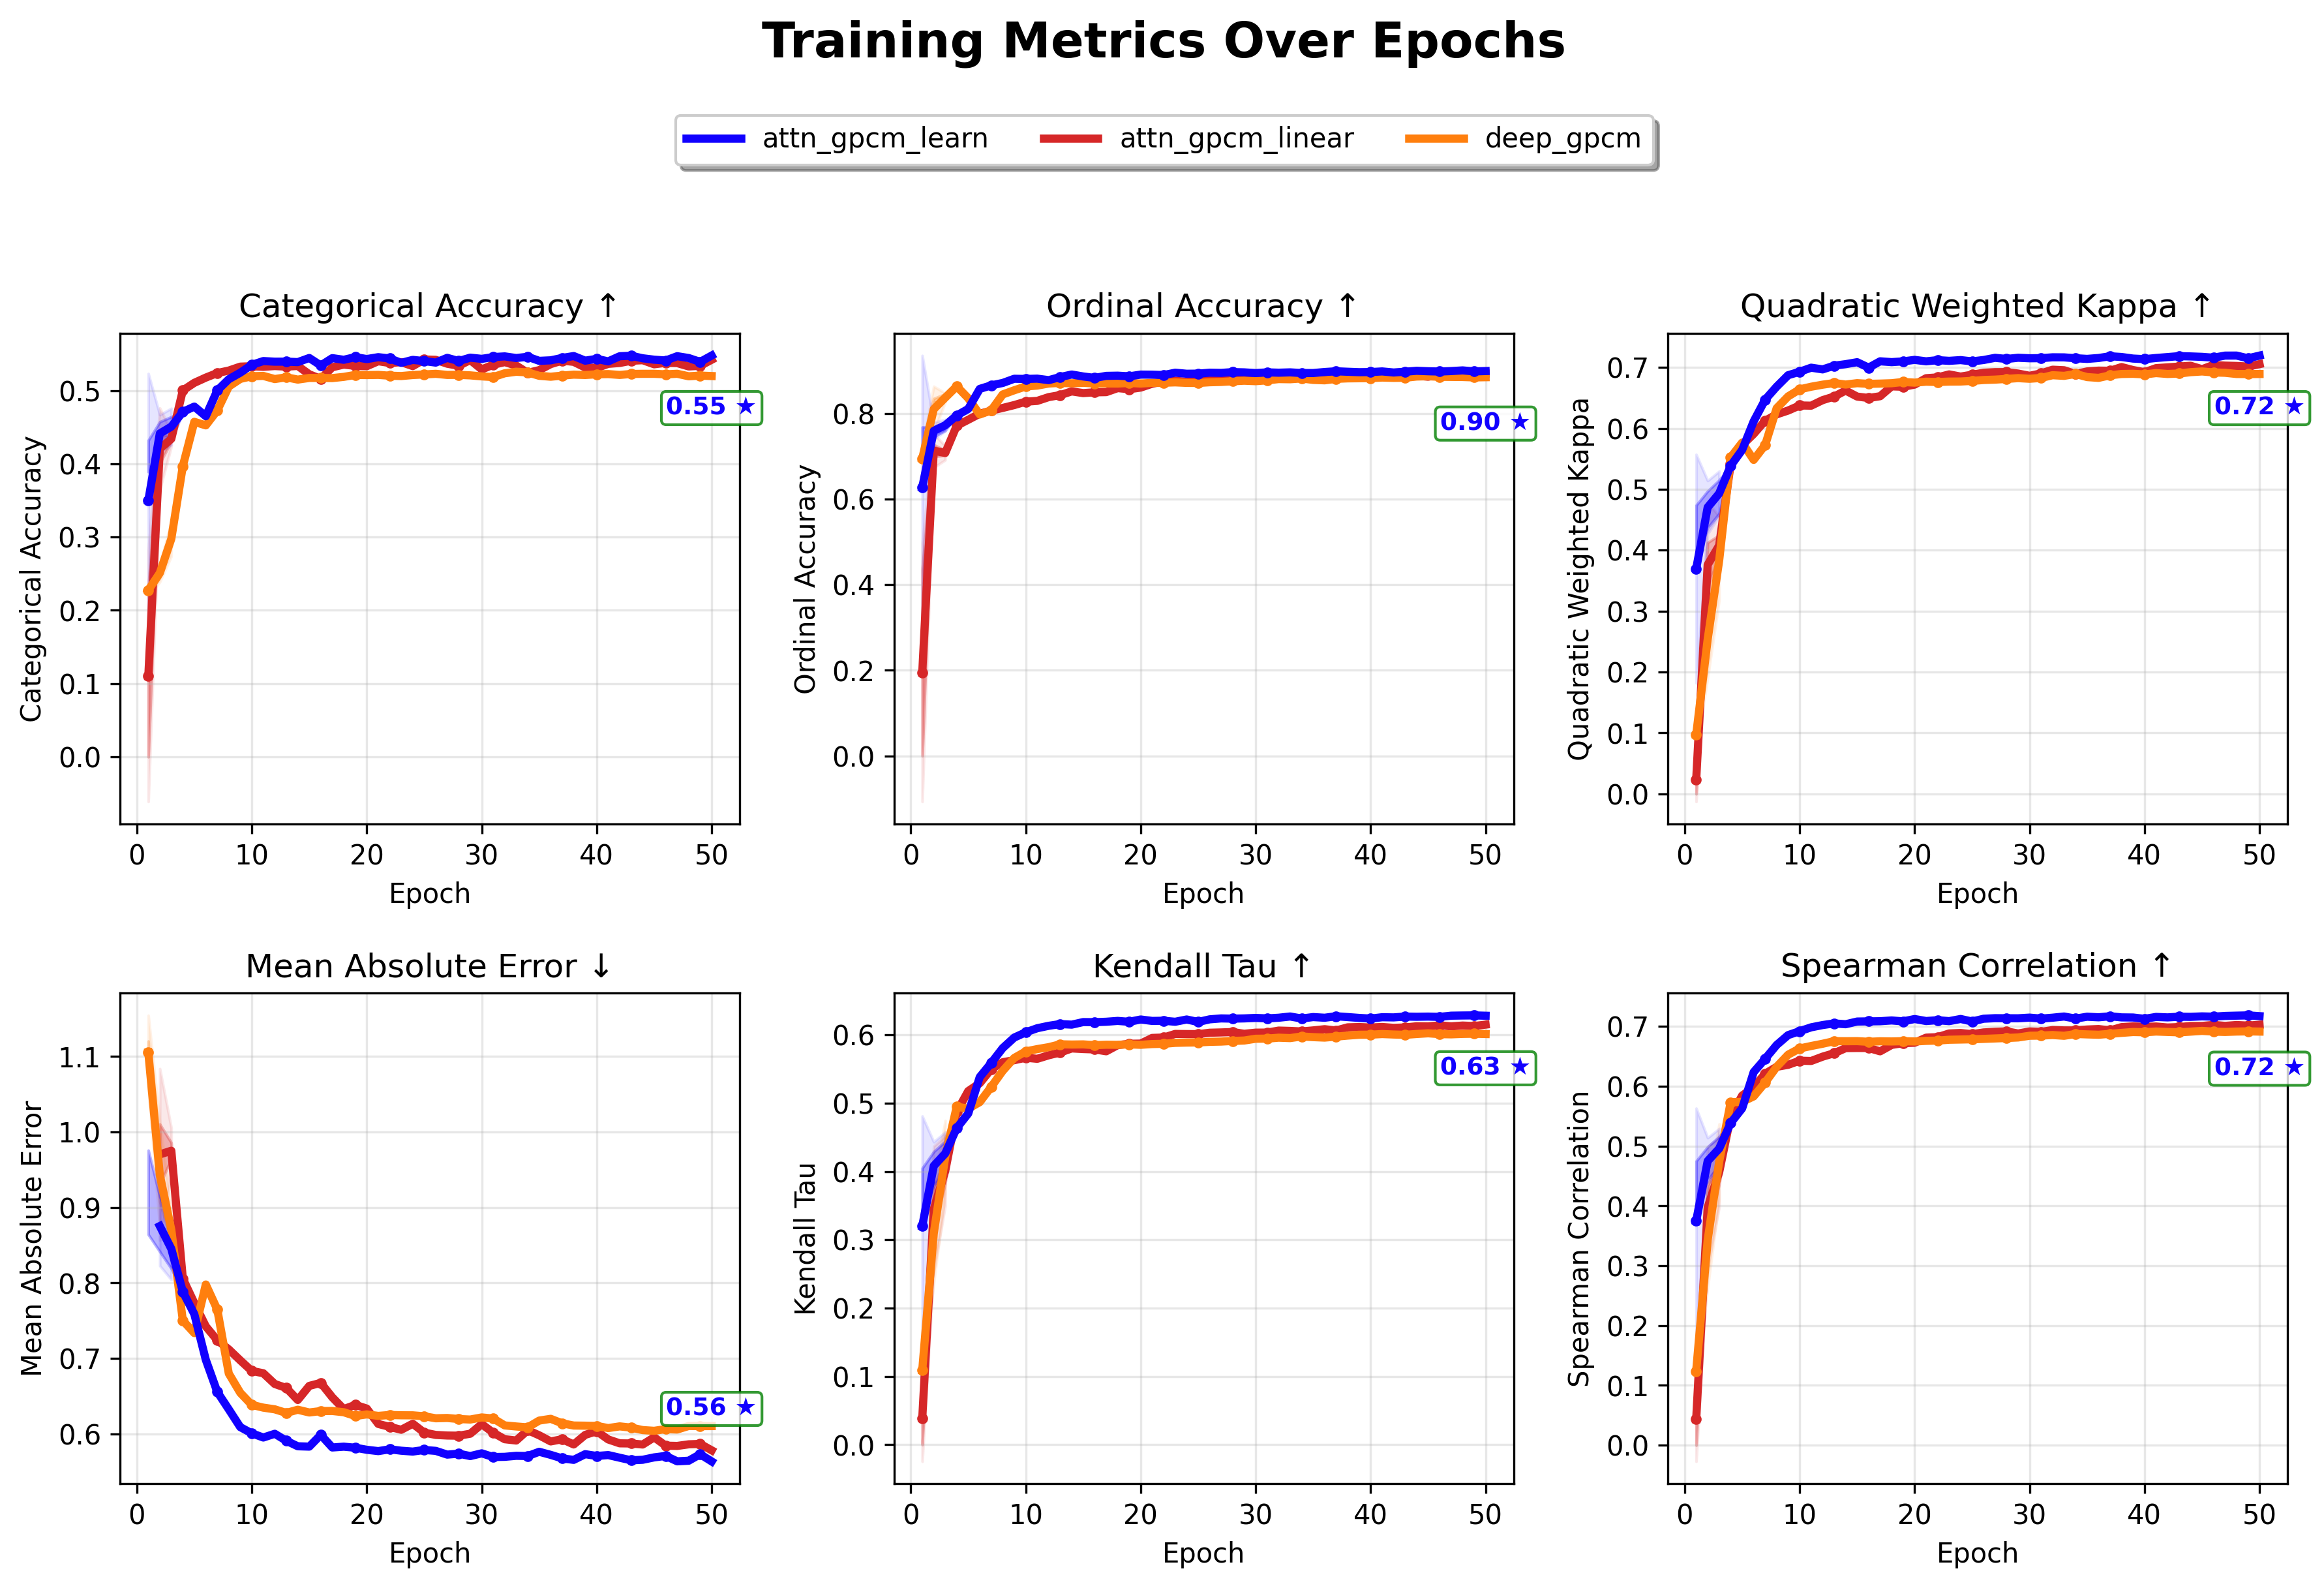 Training Metrics Over Epochs
attn_gpcm_learn attn_gpcm_linear deep_gpcm
Categorical Accuracy ↑
Categorical Accuracy
0.5
0.4
0.3
0.2
0.1
0.0
0.55 ★
0 10 20 30 40 50
Epoch
Ordinal Accuracy ↑
Ordinal Accuracy
0.8
0.6
0.4
0.2
0.0
0.90 ★
0 10 20 30 40 50
Epoch
Quadratic Weighted Kappa ↑
Quadratic Weighted Kappa
0.7
0.6
0.5
0.4
0.3
0.2
0.1
0.0
0.72 ★
0 10 20 30 40 50
Epoch
Mean Absolute Error ↓
Mean Absolute Error
1.1
1.0
0.9
0.8
0.7
0.6
0.56 ★
0 10 20 30 40 50
Epoch
Kendall Tau ↑
Kendall Tau
0.6
0.5
0.4
0.3
0.2
0.1
0.0
0.63 ★
0 10 20 30 40 50
Epoch
Spearman Correlation ↑
Spearman Correlation
0.7
0.6
0.5
0.4
0.3
0.2
0.1
0.0
0.72 ★
0 10 20 30 40 50
Epoch